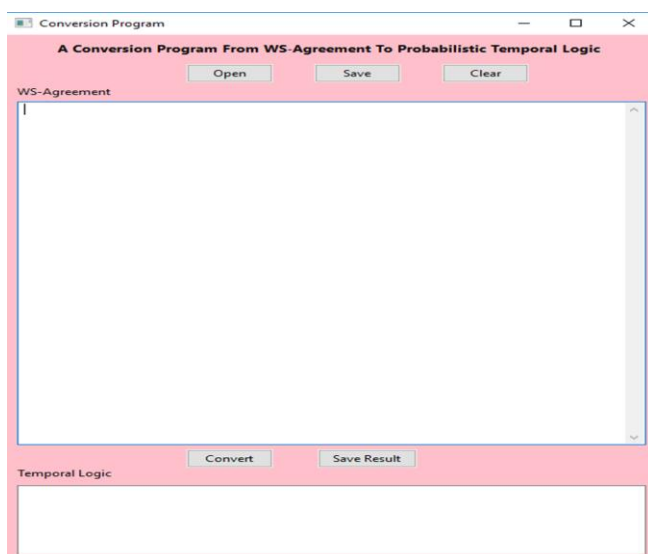 Conversion Program
A Conversion Program From WS-Agreement To Probabilistic Temporal Logic
Open Save Clear
WS-Agreement
Convert Save Result
Temporal Logic